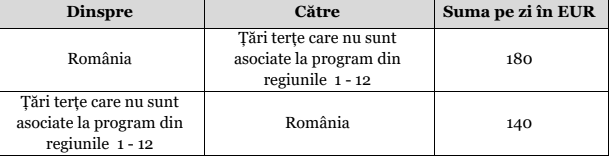 Dinspre Către Suma pe zi în EUR
Țări terțe care nu sunt
România asociate la program din 180
regiunile 1 - 12
Țări terțe care nu sunt
asociate la program din România 140
regiunile 1 - 12